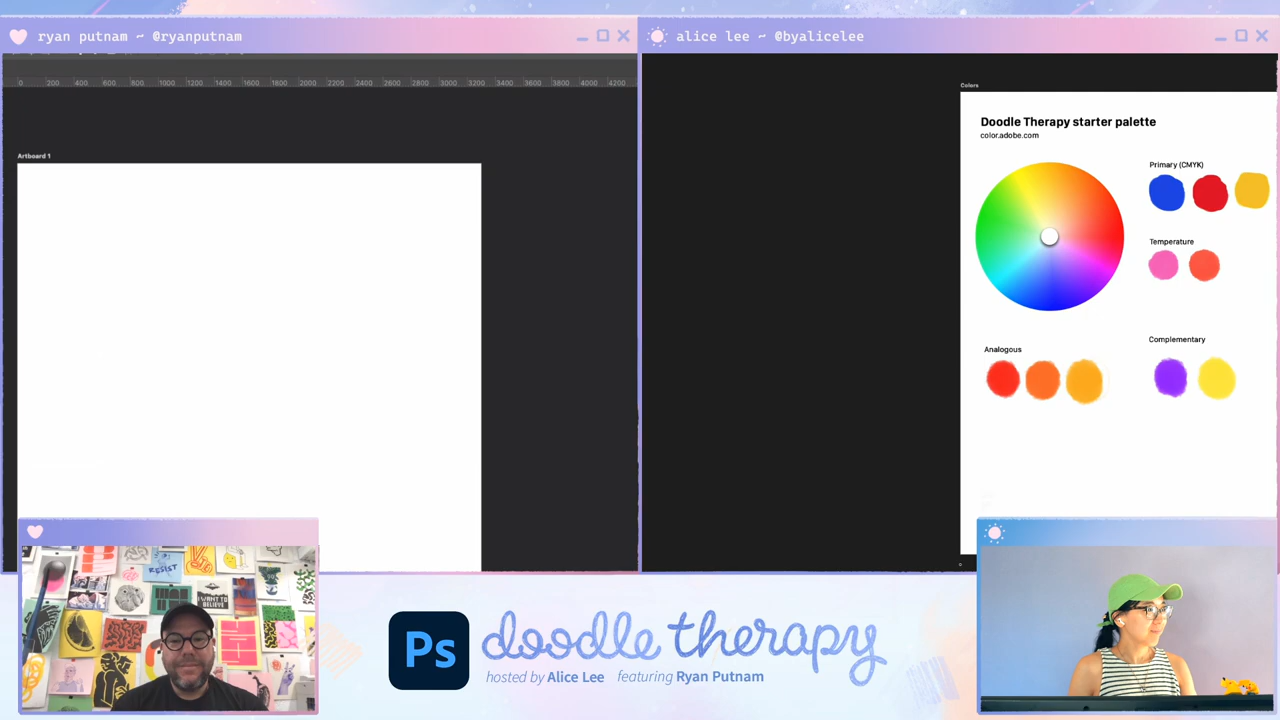 ryan putnam ~ @ryanputnam
alice lee ~ @byalicelee
0 200 400 600 800 1000 1200 1400 1600 1800 2000 2200 2400 2600 2800 3000 3200 3400 3600 3800 4000 4200
Artboard 1
Colors
Doodle Therapy starter palette
color.adobe.com
Primary (CMYK)
Temperature
Analogous
Complementary
RESIST
I WANT TO
BELIEVE
Ps
doodle therapy
hosted by Alice Lee featuring Ryan Putnam